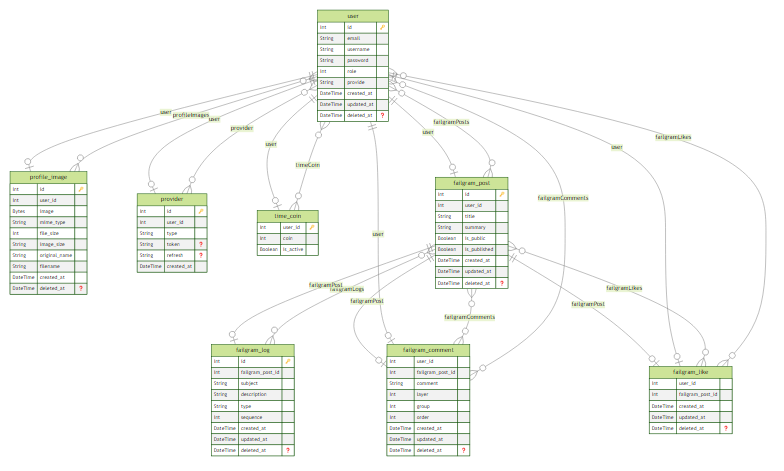 user
Int id
String email
String username
String password
Int role
String provide
DateTime created_at
DateTime updated_at
DateTime deleted_at ?
user
profileImages
user
provider
user
timeCoin
user
user
failgramPosts
failgramComments
user
failgramLikes
profile_image
Int id
Int user_id
Bytes image
String mime_type
Int file_size
String image_size
String original_name
String filename
DateTime created_at
DateTime deleted_at ?
provider
Int id
Int user_id
String type
String token ?
String refresh ?
DateTime created_at
time_coin
Int user_id
Int coin
Boolean is_active
failgram_post
Int id
Int user_id
String title
String summary
Boolean is_public
Boolean is_published
DateTime created_at
DateTime updated_at
DateTime deleted_at ?
failgramPost
failgramLogs
failgramPost
failgramComments
failgramPost
failgramLikes
failgram_log
Int id
Int failgram_post_id
String subject
String description
String type
Int sequence
DateTime created_at
DateTime updated_at
DateTime deleted_at ?
failgram_comment
Int user_id
Int failgram_post_id
String comment
Int layer
Int group
Int order
DateTime created_at
DateTime updated_at
DateTime deleted_at ?
failgram_like
Int user_id
Int failgram_post_id
DateTime created_at
DateTime updated_at
DateTime deleted_at ?